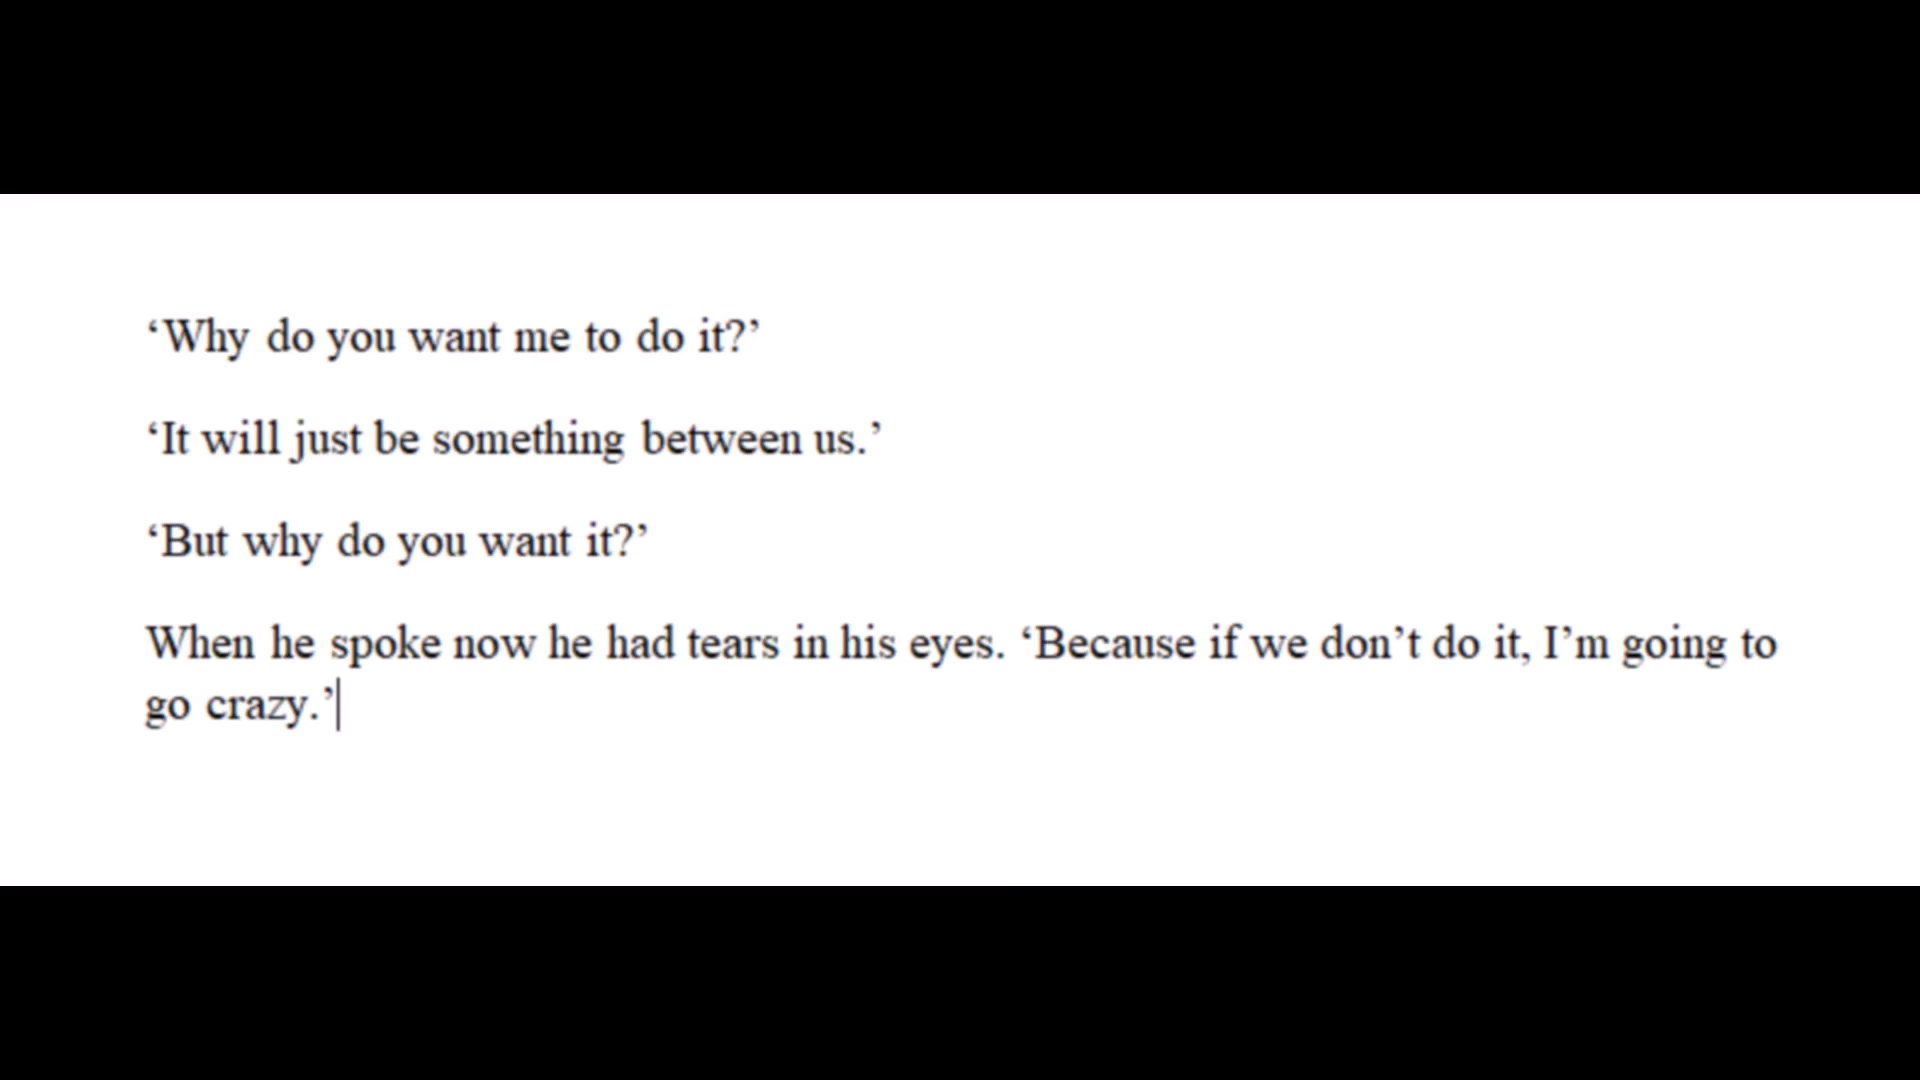 ‘Why do you want me to do it?’
‘It will just be something between us.’
‘But why do you want it?’
When he spoke now he had tears in his eyes. ‘Because if we don’t do it, I’m going to
go crazy.’